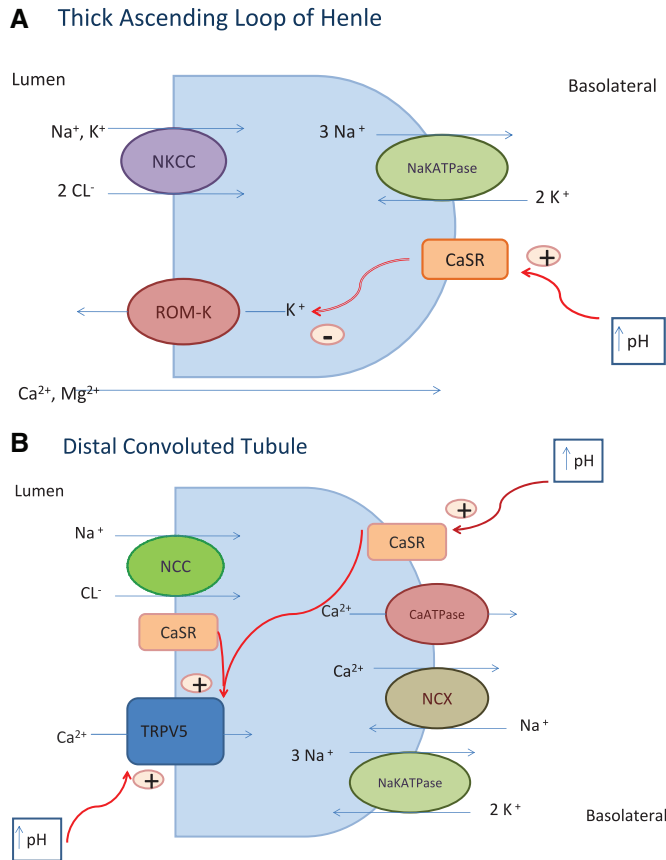 A Thick Ascending Loop of Henle
Lumen
Basolateral
Na⁺, K⁺
NKCC
2 CL⁻
3 Na⁺
NaKATPase
2 K⁺
CaSR
+
ROM-K
K⁺
-
↑ pH
Ca²⁺, Mg²⁺
B Distal Convoluted Tubule
↑ pH
Lumen
+
Na⁺
NCC
CL⁻
CaSR
CaSR
Ca²⁺
CaATPase
Ca²⁺
NCX
Na⁺
+
Ca²⁺
TRPV5
+
3 Na⁺
NaKATPase
2 K⁺
Basolateral
↑ pH